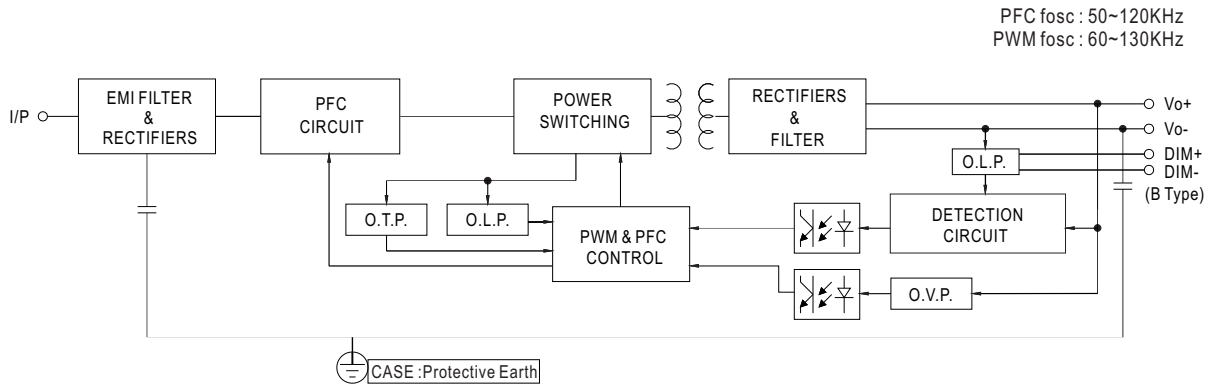 PFC fosc : 50~120KHz
PWM fosc : 60~130KHz
I/P
EMI FILTER
&
RECTIFIERS
PFC
CIRCUIT
POWER
SWITCHING
RECTIFIERS
&
FILTER
Vo+
Vo-
DIM+
DIM-
(B Type)
O.L.P.
O.T.P.
O.L.P.
PWM & PFC
CONTROL
DETECTION
CIRCUIT
O.V.P.
CASE : Protective Earth